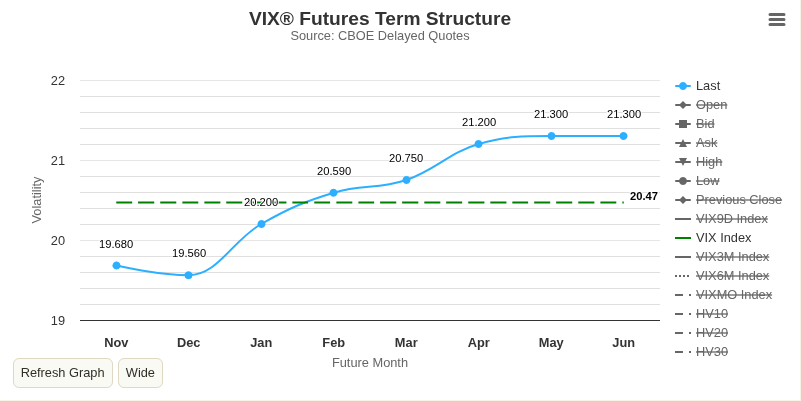 VIX® Futures Term Structure
Source: CBOE Delayed Quotes
Volatility
22
21
20
19
19.680
19.560
20.200
20.590
20.750
21.200
21.300
21.300
20.47
Nov
Dec
Jan
Feb
Mar
Apr
May
Jun
Future Month
Last
Open
Bid
Ask
High
Low
Previous Close
VIX9D Index
VIX Index
VIX3M Index
VIX6M Index
VIXMO Index
HV10
HV20
HV30
Refresh Graph
Wide